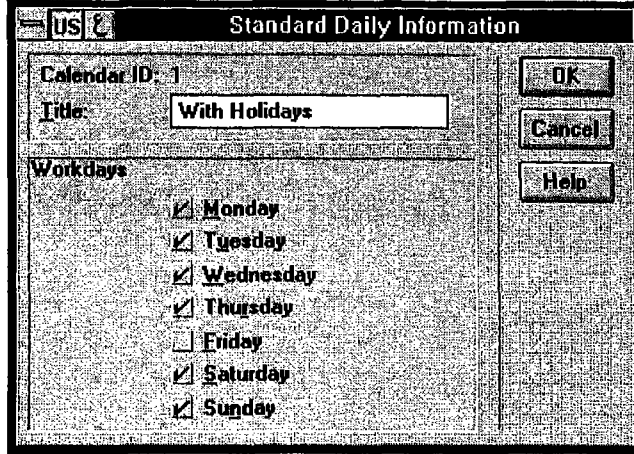 US ع Standard Daily Information
Calendar ID: 1
Title: With Holidays
OK
Cancel
Help
Workdays
Monday
Tuesday
Wednesday
Thursday
Friday
Saturday
Sunday